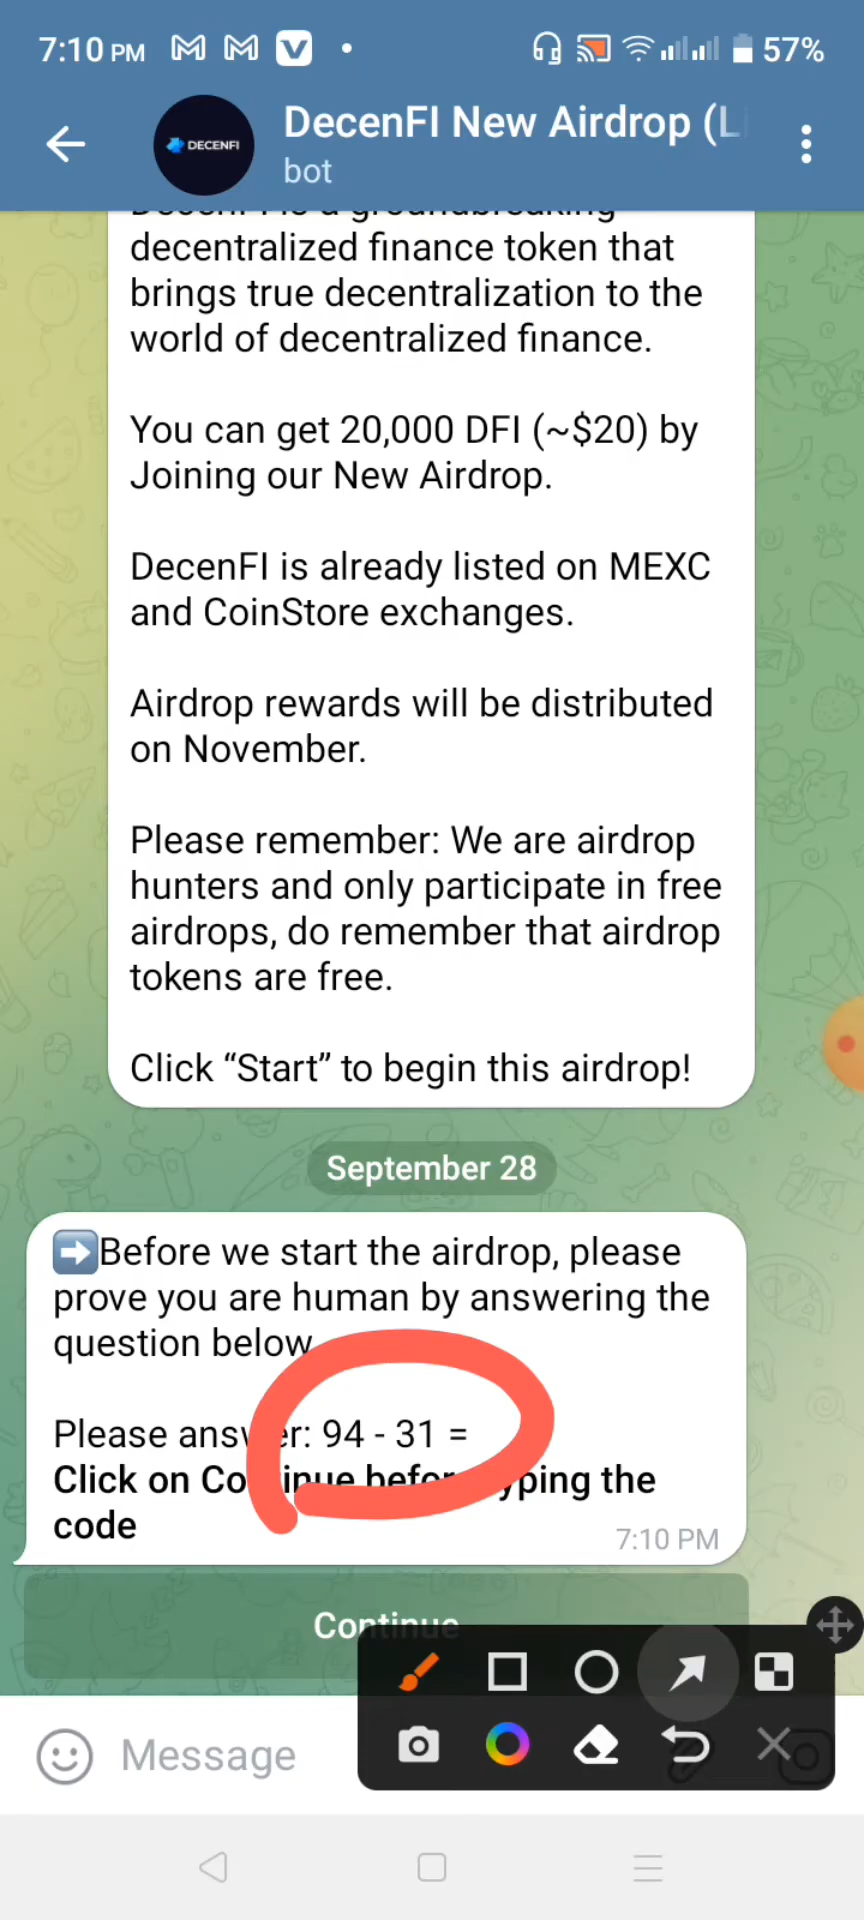 7:10 PM
57%
DECENFI
DecenFI New Airdrop (L
bot
decentralized finance token that
brings true decentralization to the
world of decentralized finance.
You can get 20,000 DFI (~$20) by
Joining our New Airdrop.
DecenFI is already listed on MEXC
and CoinStore exchanges.
Airdrop rewards will be distributed
on November.
Please remember: We are airdrop
hunters and only participate in free
airdrops, do remember that airdrop
tokens are free.
Click “Start” to begin this airdrop!
September 28
➡Before we start the airdrop, please
prove you are human by answering the
question below
Please answer: 94 - 31 =
Click on Continue before typing the
code
7:10 PM
Continue
Message